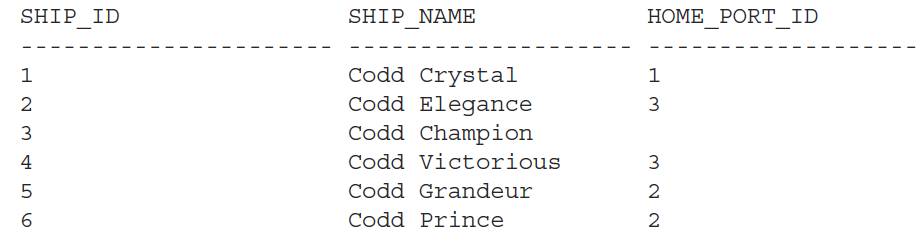 SHIP_ID                SHIP_NAME            HOME_PORT_ID
---------------------- -------------------- -------------------
1                      Codd Crystal         1
2                      Codd Elegance        3
3                      Codd Champion
4                      Codd Victorious      3
5                      Codd Grandeur        2
6                      Codd Prince          2